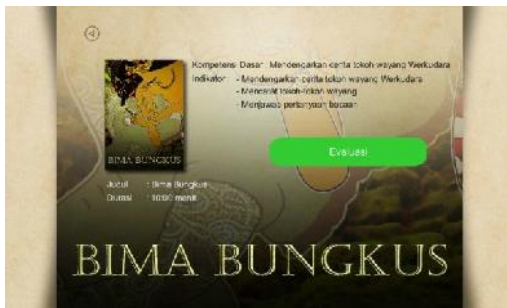 Kompetensi Dasar : Mendengarkan cerita tokoh wayang Werkudara
Indikator : - Mendengarkan cerita tokoh wayang Werkudara
- Mencatat tokoh-tokoh wayang
- Menjawab pertanyaan bacaan
BIMA BUNGKUS
Evaluasi
Judul : Bima Bungkus
Durasi : 10:00 menit
BIMA BUNGKUS